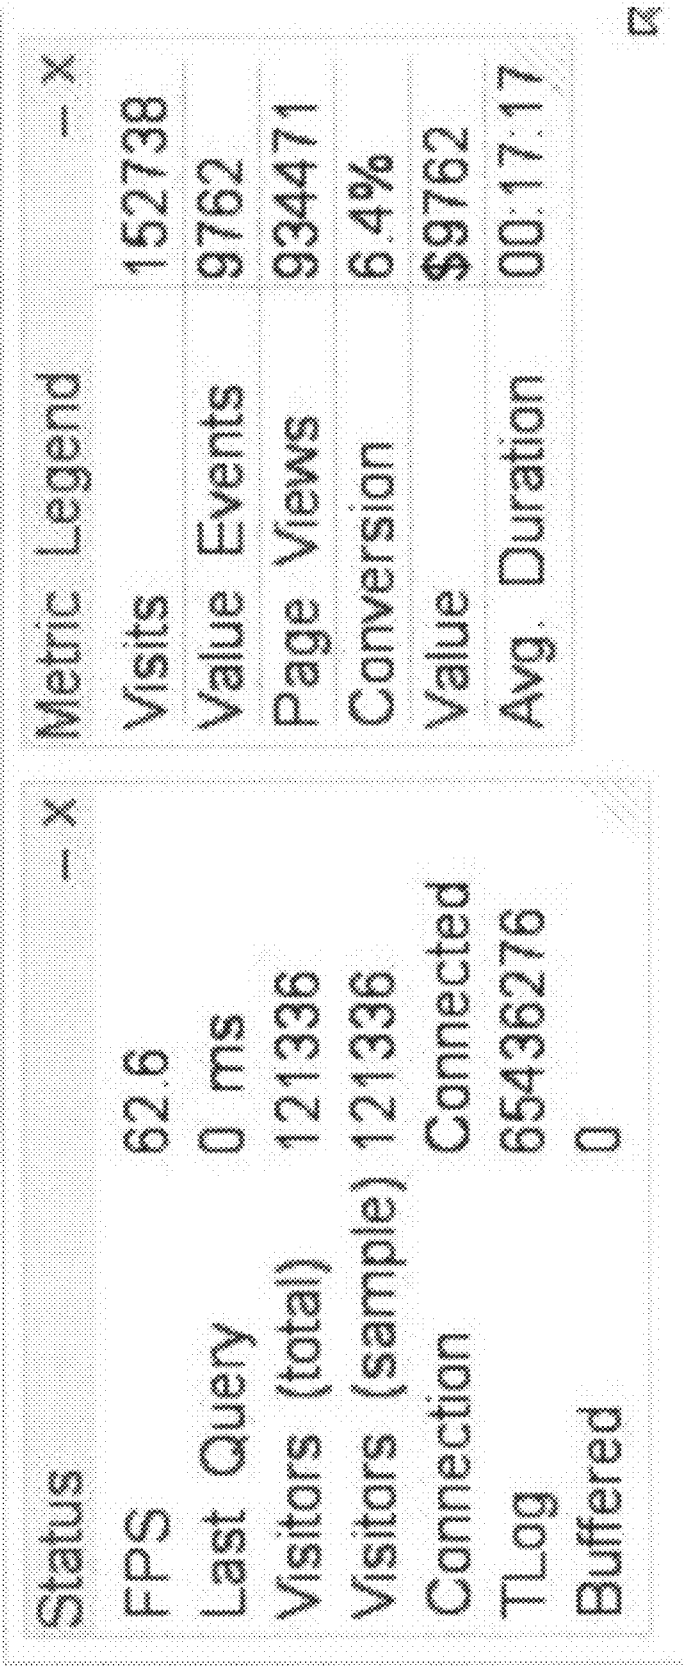 Status – X
FPS 62.6
Last Query 0 ms
Visitors (total) 121336
Visitors (sample) 121336
Connection Connected
TLog 65436276
Buffered 0
Metric Legend – X
Visits 152738
Value Events 9762
Page Views 934471
Conversion 6.4%
Value $9762
Avg. Duration 00:17:17